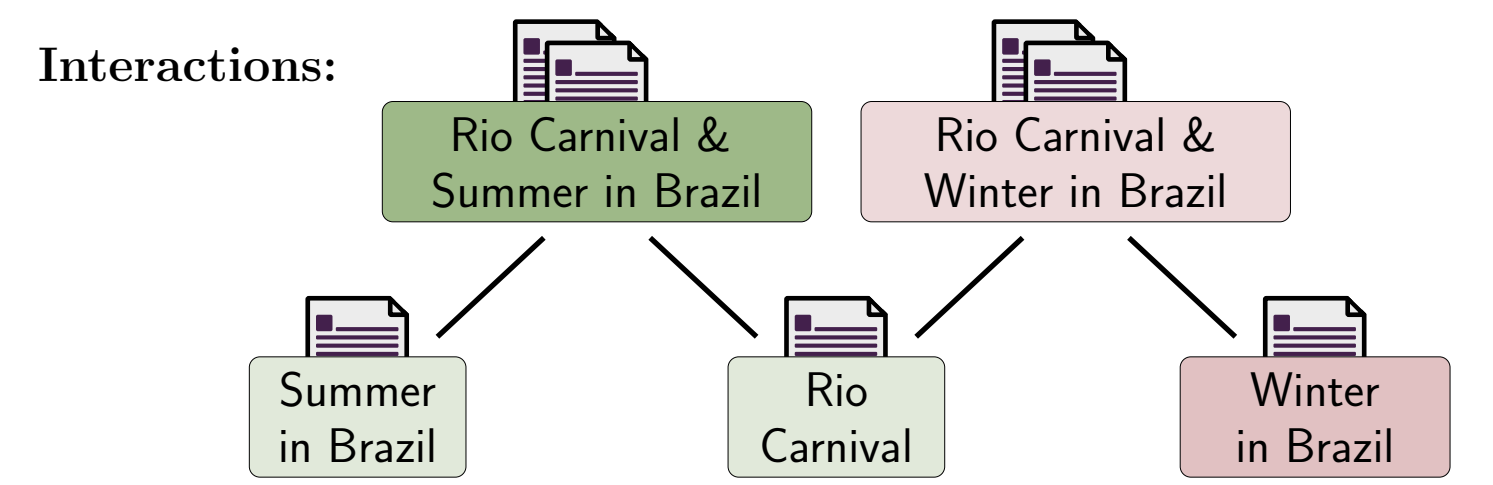 Interactions:
Rio Carnival &
Summer in Brazil
Rio Carnival &
Winter in Brazil
Summer
in Brazil
Rio
Carnival
Winter
in Brazil